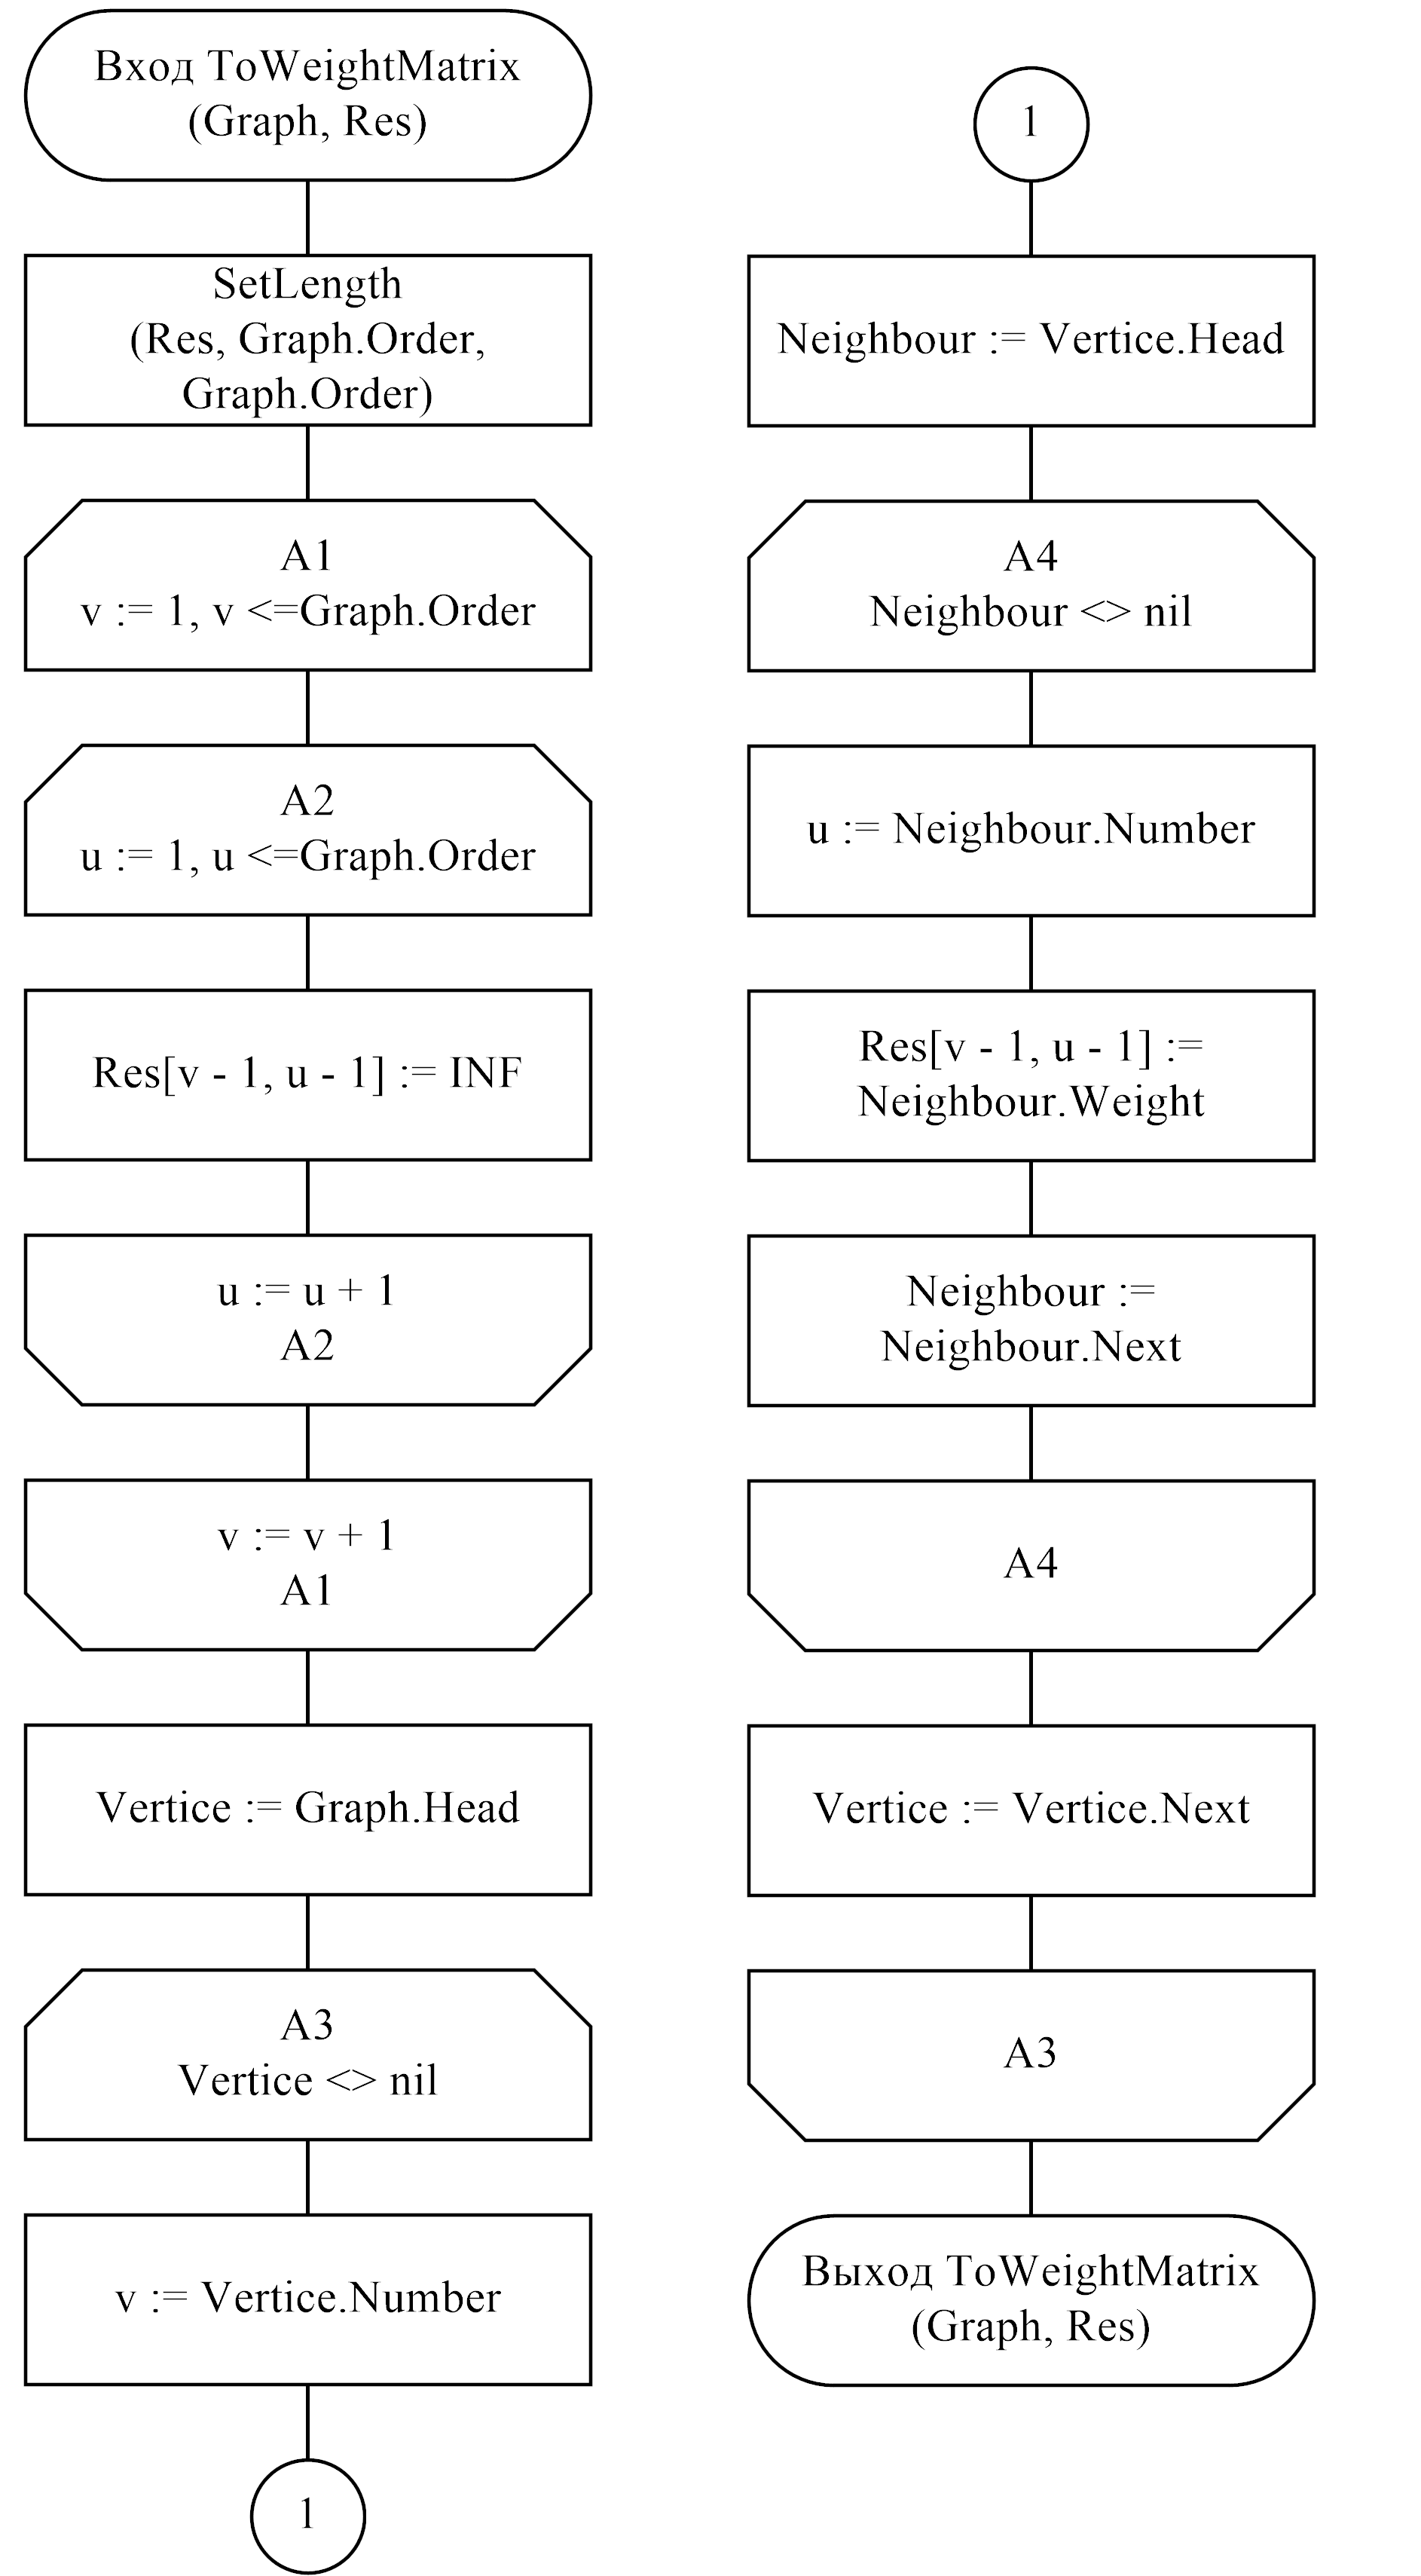 Вход ToWeightMatrix
(Graph, Res)
SetLength
(Res, Graph.Order,
Graph.Order)
A1
v := 1, v <=Graph.Order
A2
u := 1, u <=Graph.Order
Res[v - 1, u - 1] := INF
u := u + 1
A2
v := v + 1
A1
Vertice := Graph.Head
A3
Vertice <> nil
v := Vertice.Number
1
1
Neighbour := Vertice.Head
A4
Neighbour <> nil
u := Neighbour.Number
Res[v - 1, u - 1] :=
Neighbour.Weight
Neighbour :=
Neighbour.Next
A4
Vertice := Vertice.Next
A3
Выход ToWeightMatrix
(Graph, Res)